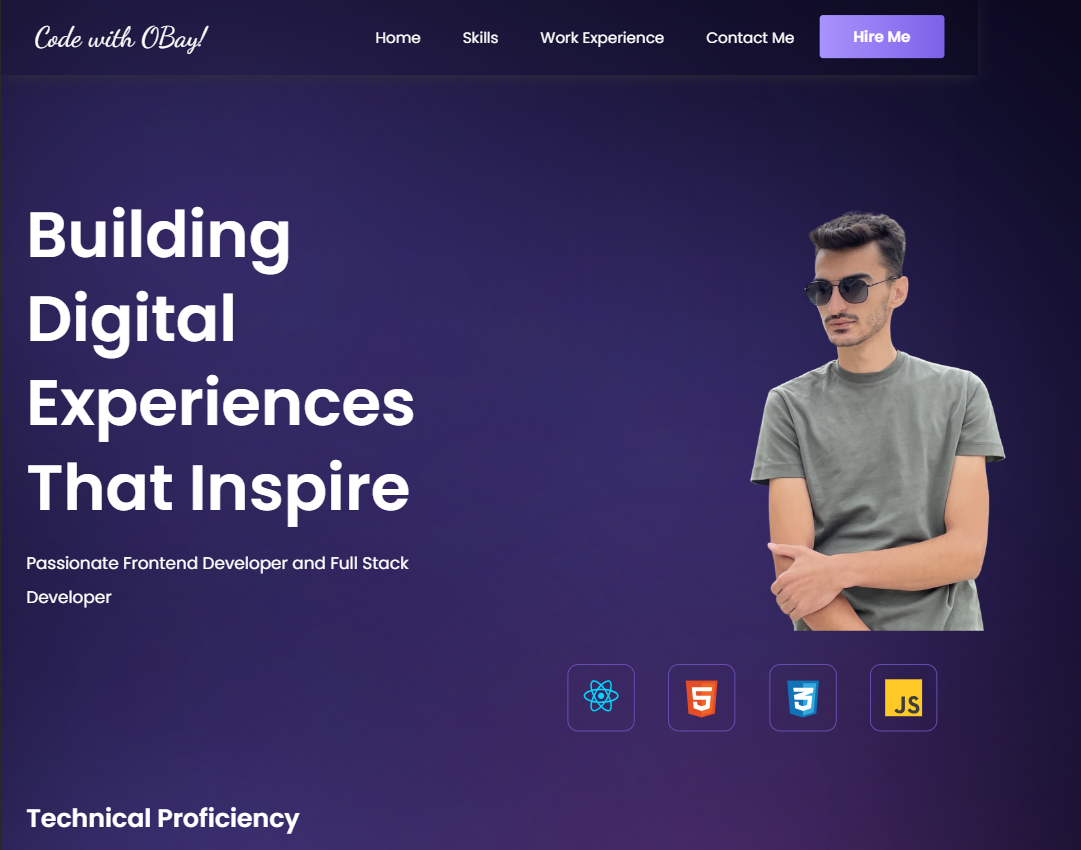 Code with OBay!
Home
Skills
Work Experience
Contact Me
Hire Me
Building
Digital
Experiences
That Inspire
Passionate Frontend Developer and Full Stack
Developer
5
3
JS
Technical Proficiency